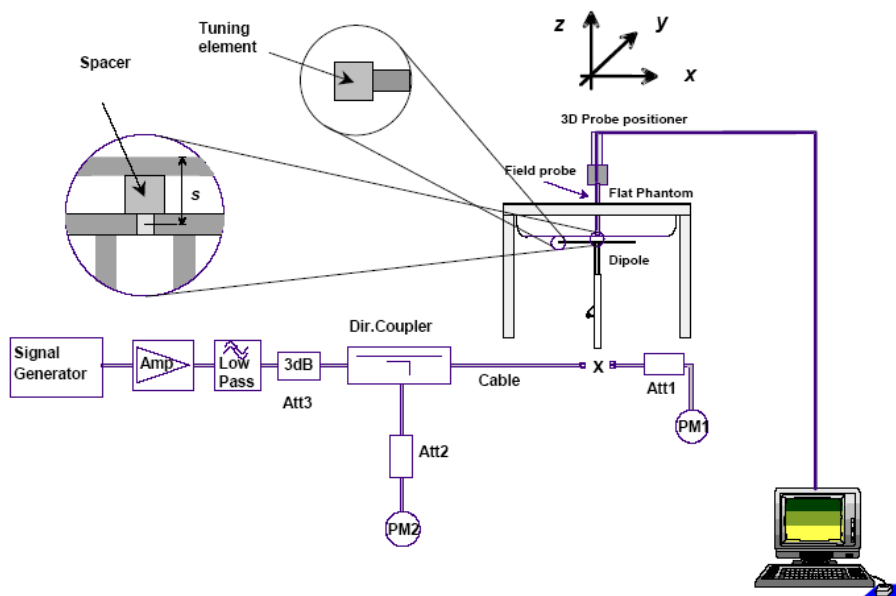 Tuning
element
z
y
x
Spacer
3D Probe positioner
Field probe
Flat Phantom
s
Dipole
Dir.Coupler
Signal
Generator
Amp
Low
Pass
3dB
Att3
Cable
X
Att1
PM1
Att2
PM2